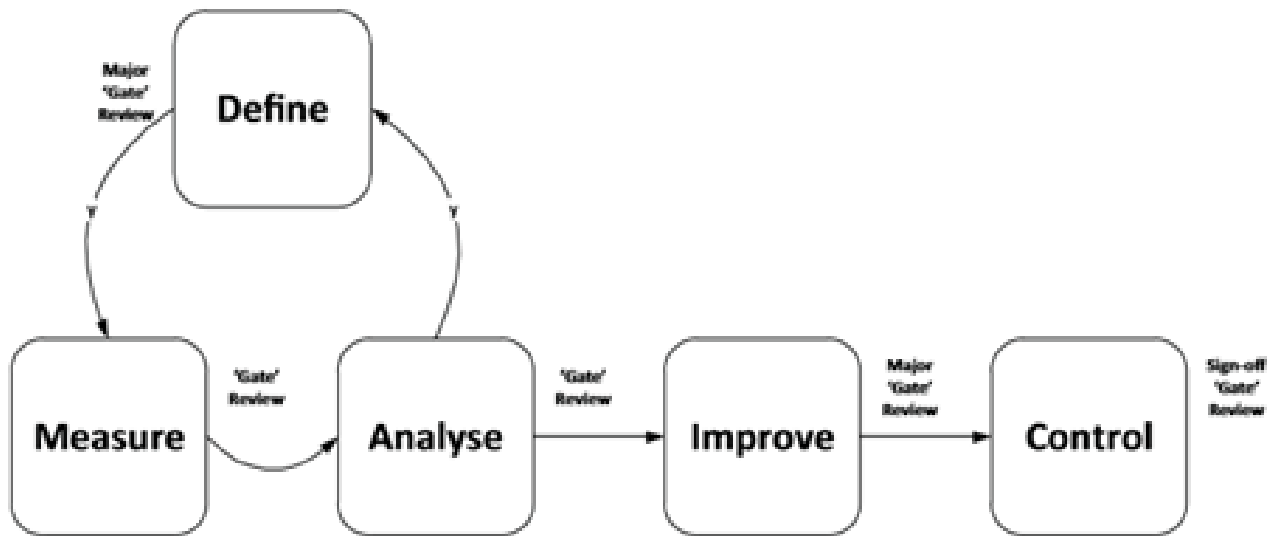 Major
'Gate'
Review
Define
Y
Y
Measure
'Gate'
Review
Analyse
'Gate'
Review
Improve
Major
'Gate'
Review
Control
Sign-off
'Gate'
Review